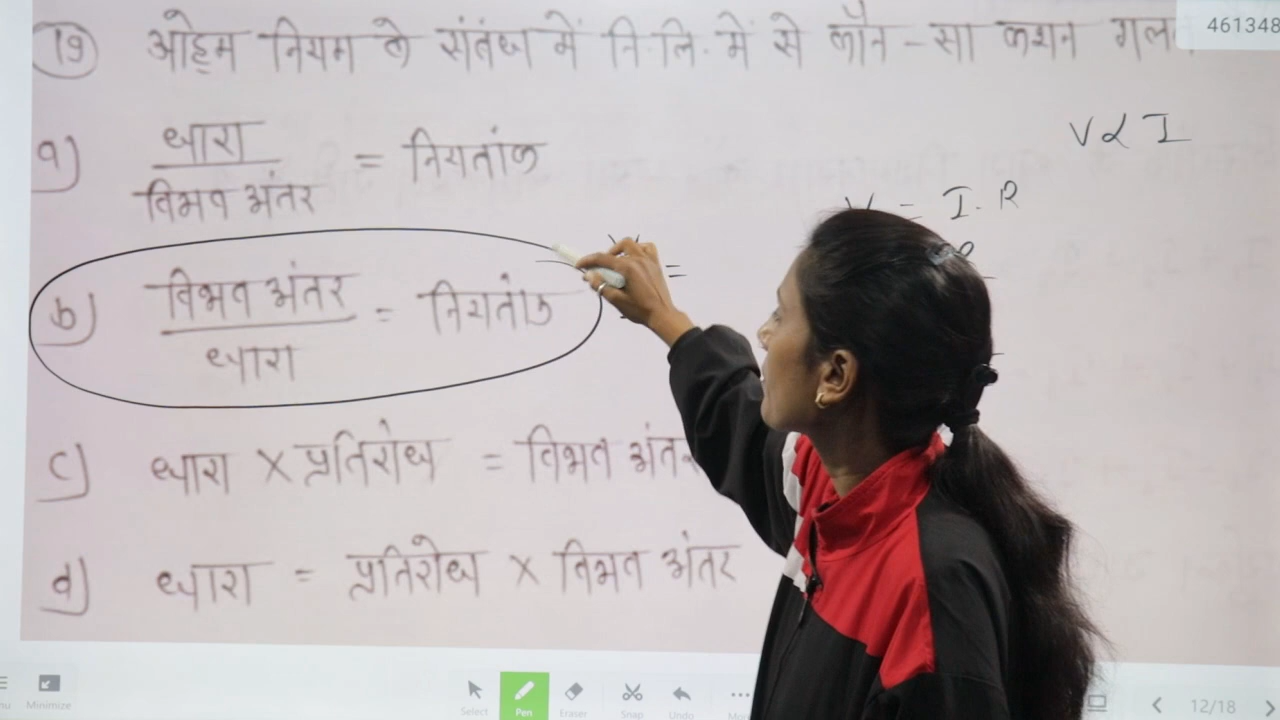 461348
19) ओह्म नियम के संबंध में नि.लि. में से कौन-सा कथन
V ∝ I
a) धारा / विभव अंतर = नियतांक
V = I. R
R
=
b) विभव अंतर / धारा = नियतांक
c) धारा × प्रतिरोध = विभव अंतर
d) धारा = प्रतिरोध × विभव अंतर
Minimize
Select
Pen
Eraser
Snap
Undo
12/18